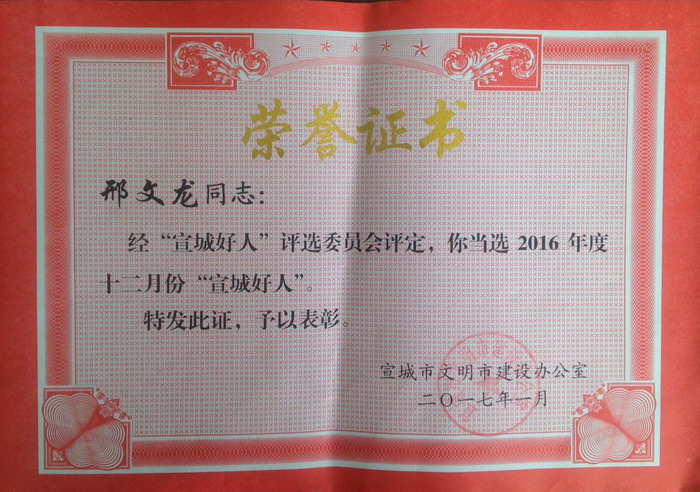 荣誉证书
邢文龙同志：
经“宣城好人”评选委员会评定，你当选 2016 年度
十二月份“宣城好人”。
特发此证，予以表彰。
宣城市文明市建设办公室
二〇一七年一月